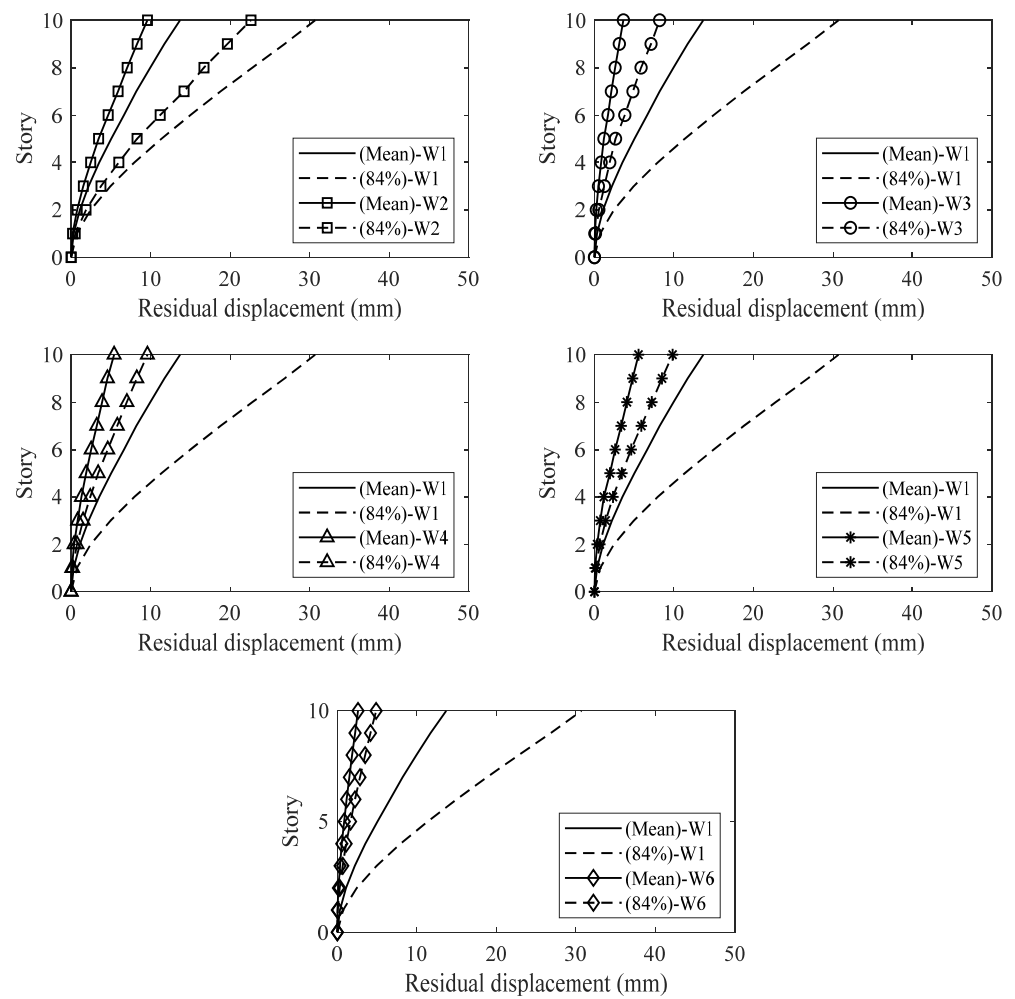 10
8
6
4
2
0
Story
0 10 20 30 40 50
Residual displacement (mm)
(Mean)-W1
(84%)-W1
(Mean)-W2
(84%)-W2
10
8
6
4
2
0
Story
0 10 20 30 40 50
Residual displacement (mm)
(Mean)-W1
(84%)-W1
(Mean)-W3
(84%)-W3
10
8
6
4
2
0
Story
0 10 20 30 40 50
Residual displacement (mm)
(Mean)-W1
(84%)-W1
(Mean)-W4
(84%)-W4
10
8
6
4
2
0
Story
0 10 20 30 40 50
Residual displacement (mm)
(Mean)-W1
(84%)-W1
(Mean)-W5
(84%)-W5
10
5
0
Story
0 10 20 30 40 50
Residual displacement (mm)
(Mean)-W1
(84%)-W1
(Mean)-W6
(84%)-W6